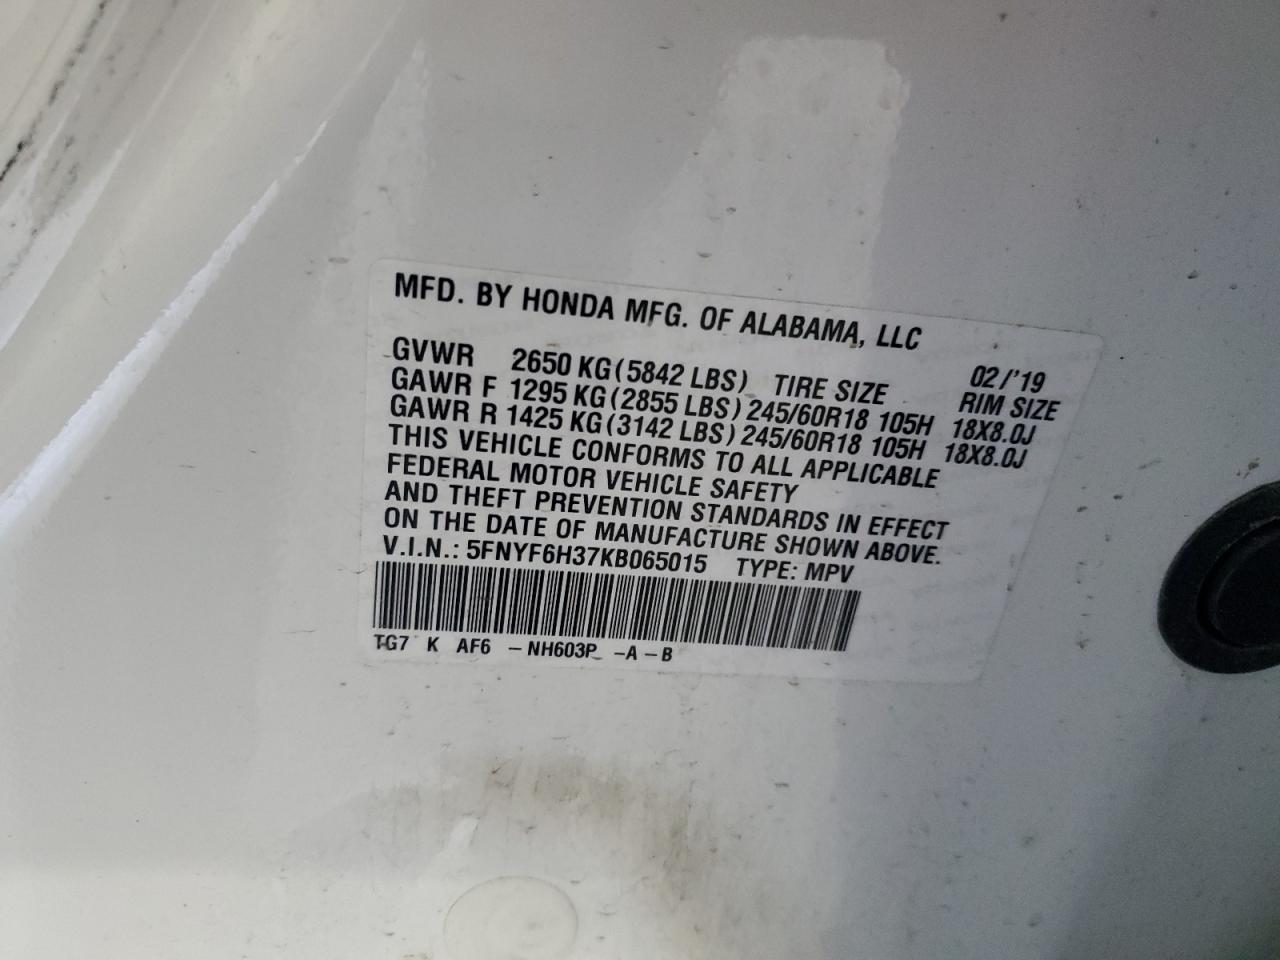 MFD. BY HONDA MFG. OF ALABAMA, LLC
02/'19
GVWR 2650 KG(5842 LBS) TIRE SIZE RIM SIZE
GAWR F 1295 KG(2855 LBS) 245/60R18 105H 18X8.0J
GAWR R 1425 KG(3142 LBS) 245/60R18 105H 18X8.0J
THIS VEHICLE CONFORMS TO ALL APPLICABLE
FEDERAL MOTOR VEHICLE SAFETY
AND THEFT PREVENTION STANDARDS IN EFFECT
ON THE DATE OF MANUFACTURE SHOWN ABOVE.
V.I.N.: 5FNYF6H37KB065015 TYPE: MPV
TG7 K AF6 –NH603P –A–B